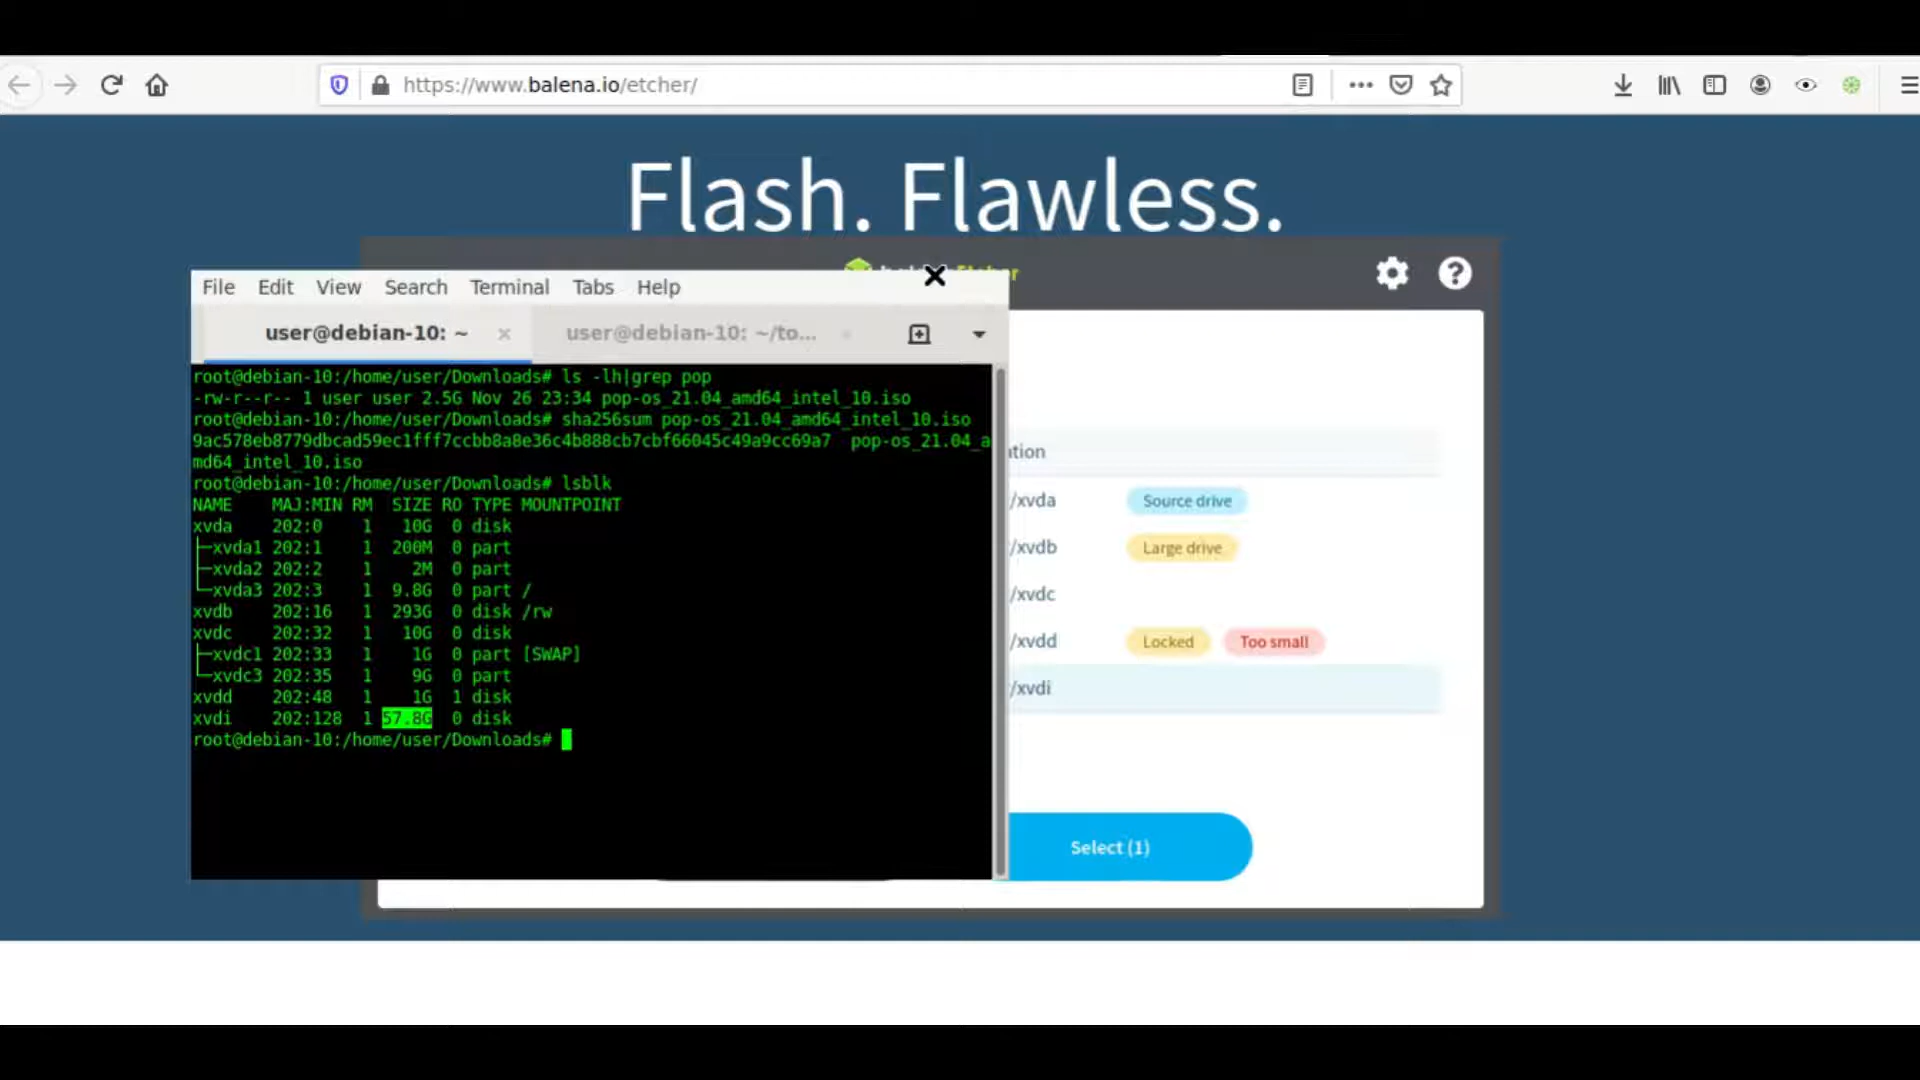 https://www.balena.io/etcher/
Flash. Flawless.
File Edit View Search Terminal Tabs Help
user@debian-10: ~ user@debian-10: ~/to...
root@debian-10:/home/user/Downloads# ls -lh|grep pop
-rw-r--r-- 1 user user 2.5G Nov 26 23:34 pop-os_21.04_amd64_intel_10.iso
root@debian-10:/home/user/Downloads# sha256sum pop-os_21.04_amd64_intel_10.iso
9ac578eb8779dbcad59ec1fff7ccbb8a8e36c4b888cb7cbf66045c49a9cc69a7 pop-os_21.04_a
md64_intel_10.iso
root@debian-10:/home/user/Downloads# lsblk
NAME MAJ:MIN RM SIZE RO TYPE MOUNTPOINT
xvda 202:0 1 10G 0 disk
├─xvda1 202:1 1 200M 0 part
├─xvda2 202:2 1 2M 0 part
└─xvda3 202:3 1 9.8G 0 part /
xvdb 202:16 1 293G 0 disk /rw
xvdc 202:32 1 10G 0 disk
├─xvdc1 202:33 1 1G 0 part [SWAP]
└─xvdc3 202:35 1 9G 0 part
xvdd 202:48 1 1G 1 disk
xvdi 202:128 1 57.8G 0 disk
root@debian-10:/home/user/Downloads#
/xvda Source drive
/xvdb Large drive
/xvdc
/xvdd Locked Too small
/xvdi
Select (1)